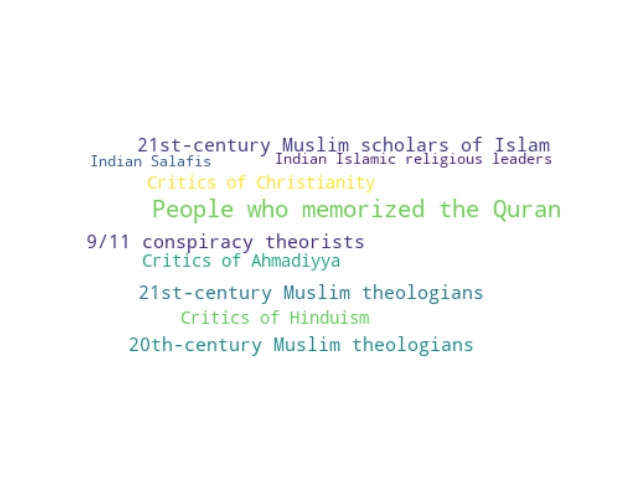 21st-century Muslim scholars of Islam
Indian Salafis
Indian Islamic religious leaders
Critics of Christianity
People who memorized the Quran
9/11 conspiracy theorists
Critics of Ahmadiyya
21st-century Muslim theologians
Critics of Hinduism
20th-century Muslim theologians